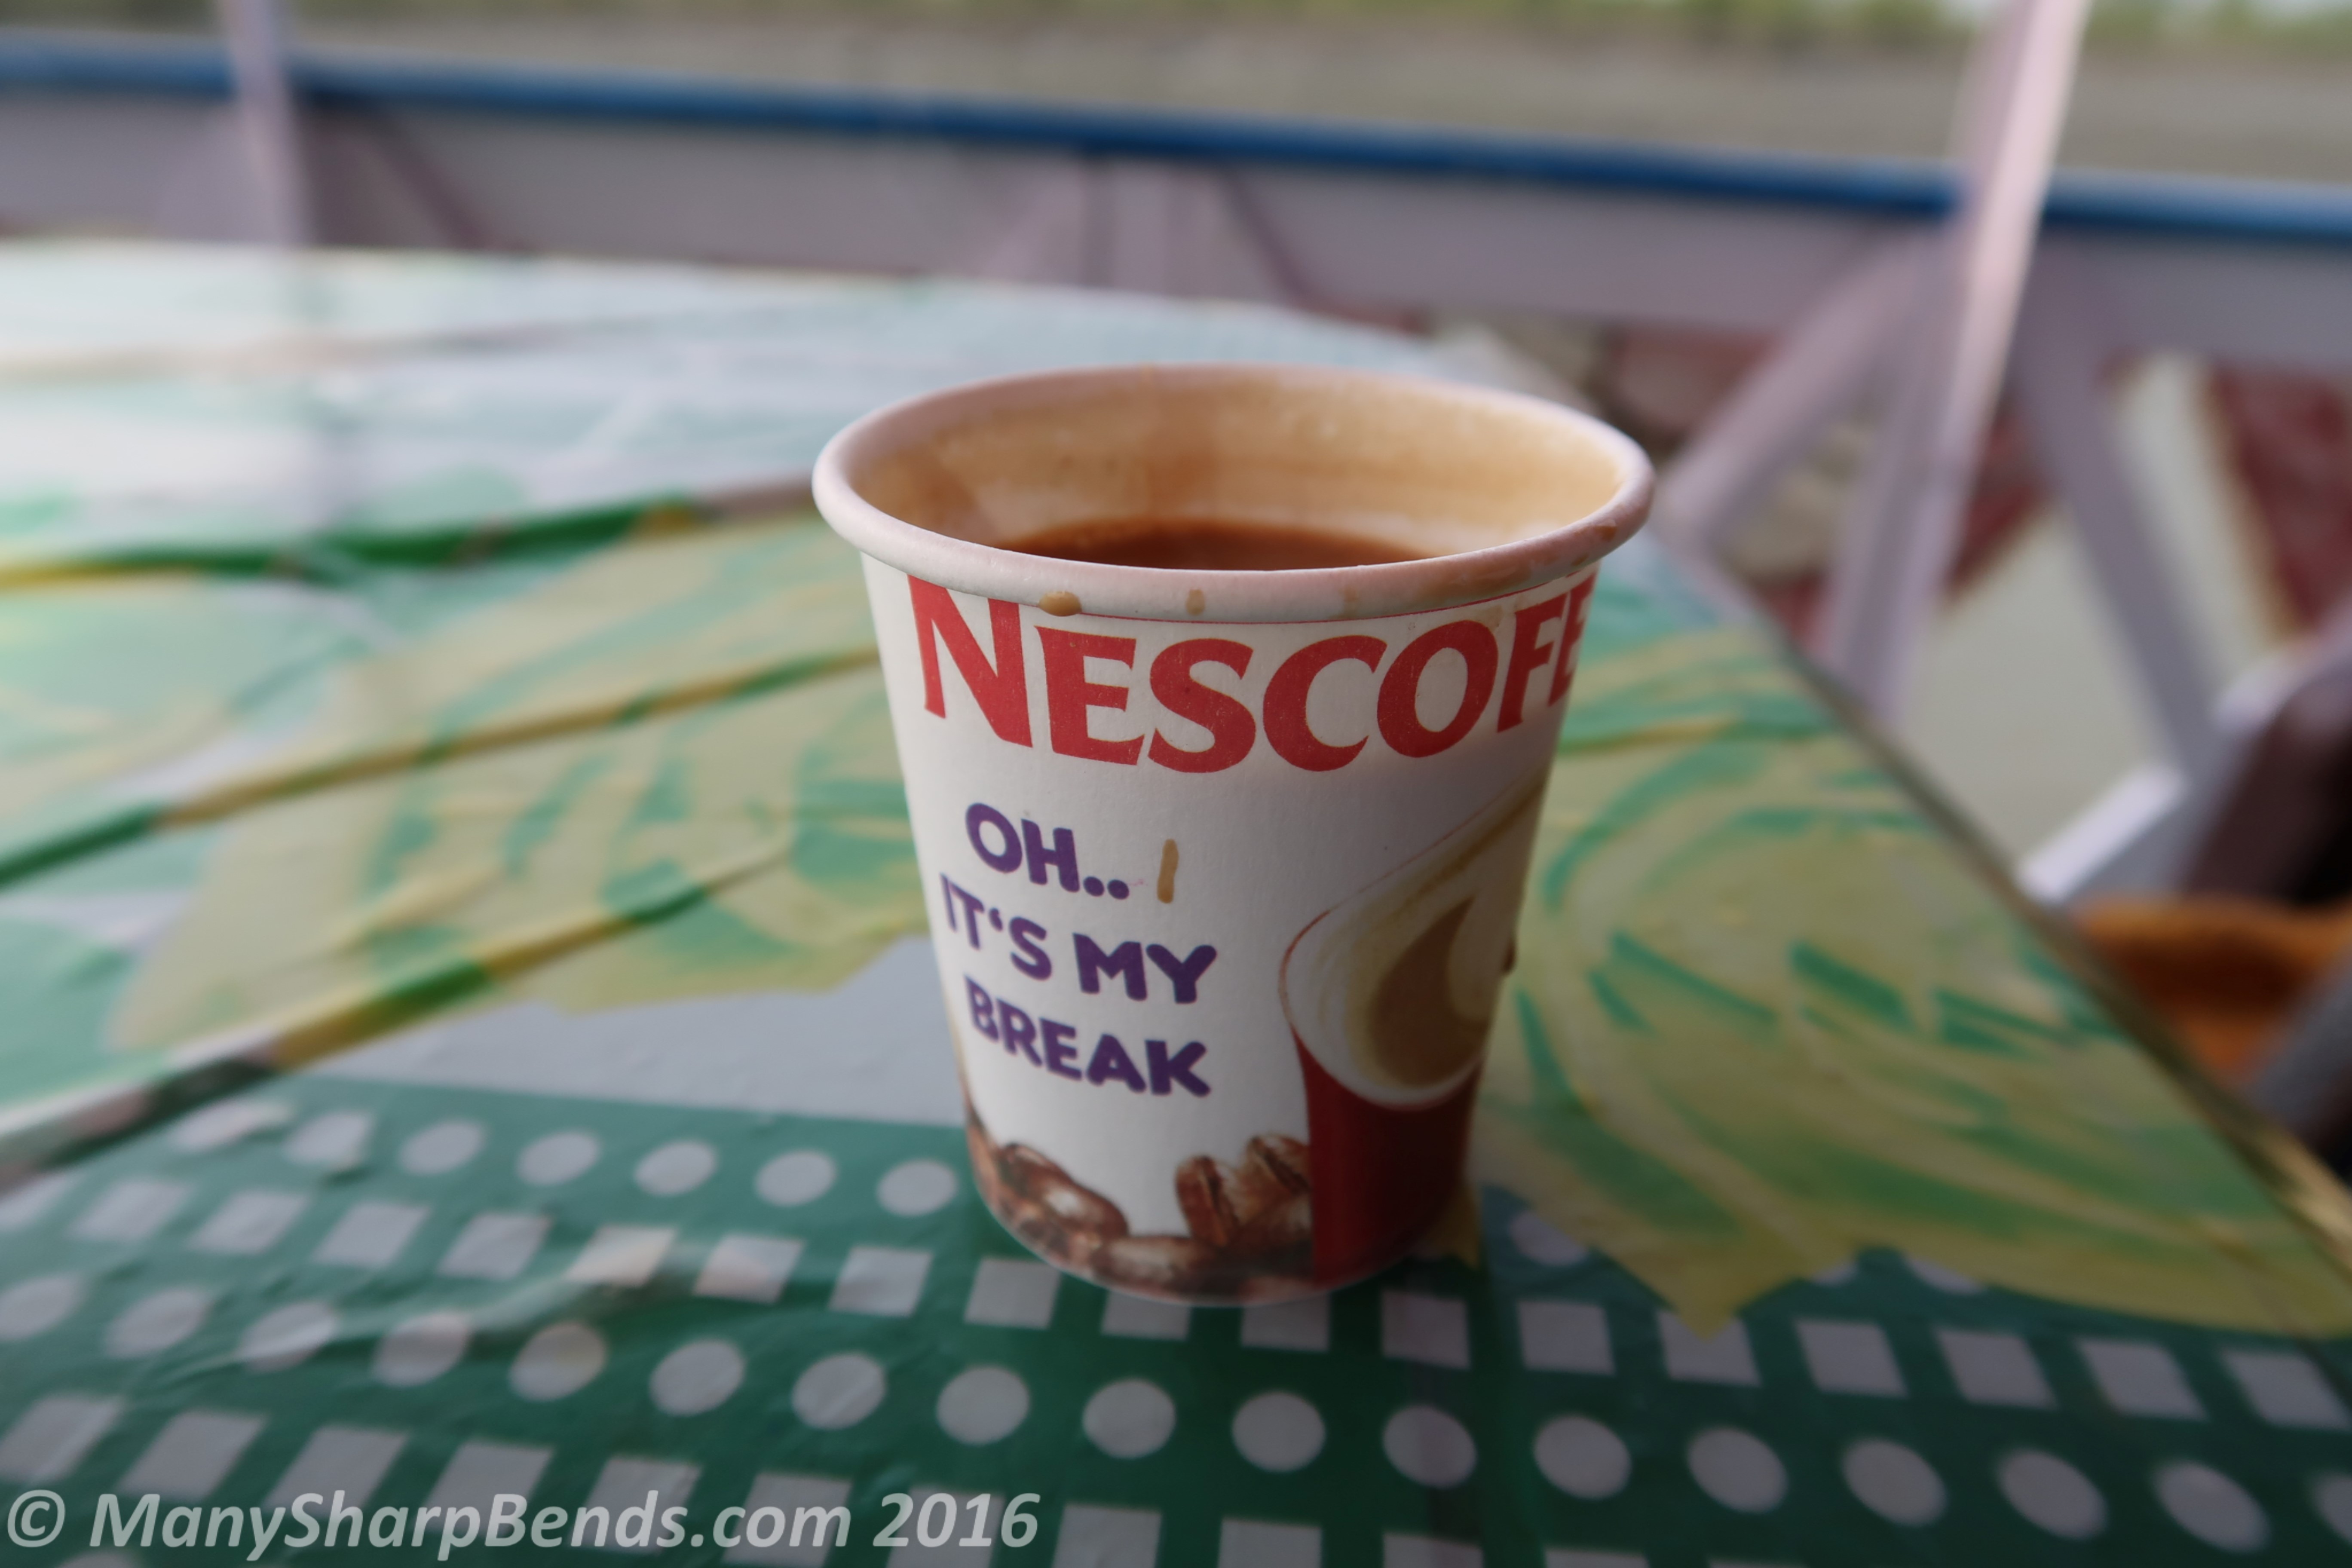 NESCOFE
OH..
IT'S MY
BREAK
© ManySharpBends.com 2016